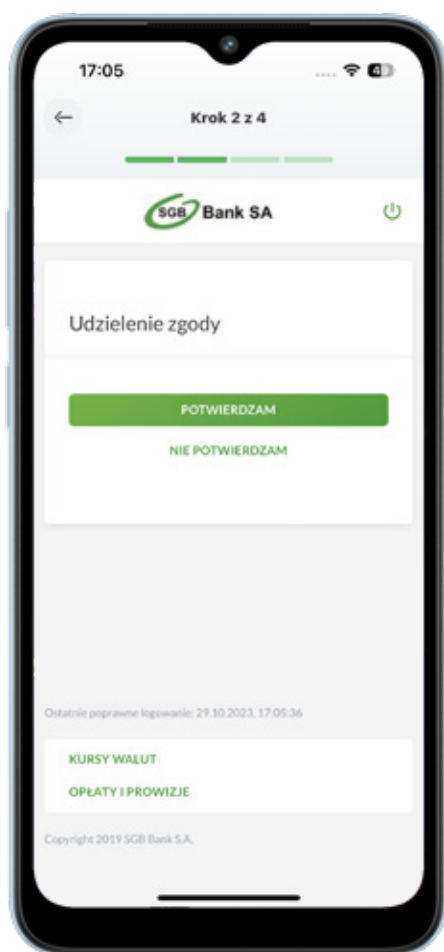 17:05
Krok 2 z 4
SGB Bank SA
Udzielenie zgody
POTWIERDZAM
NIE POTWIERDZAM
Ostatnie poprawne logowanie: 29.10.2023, 17:05:36
KURSY WALUT
OPŁATY I PROWIZJE
Copyright 2019 SGB Bank S.A.